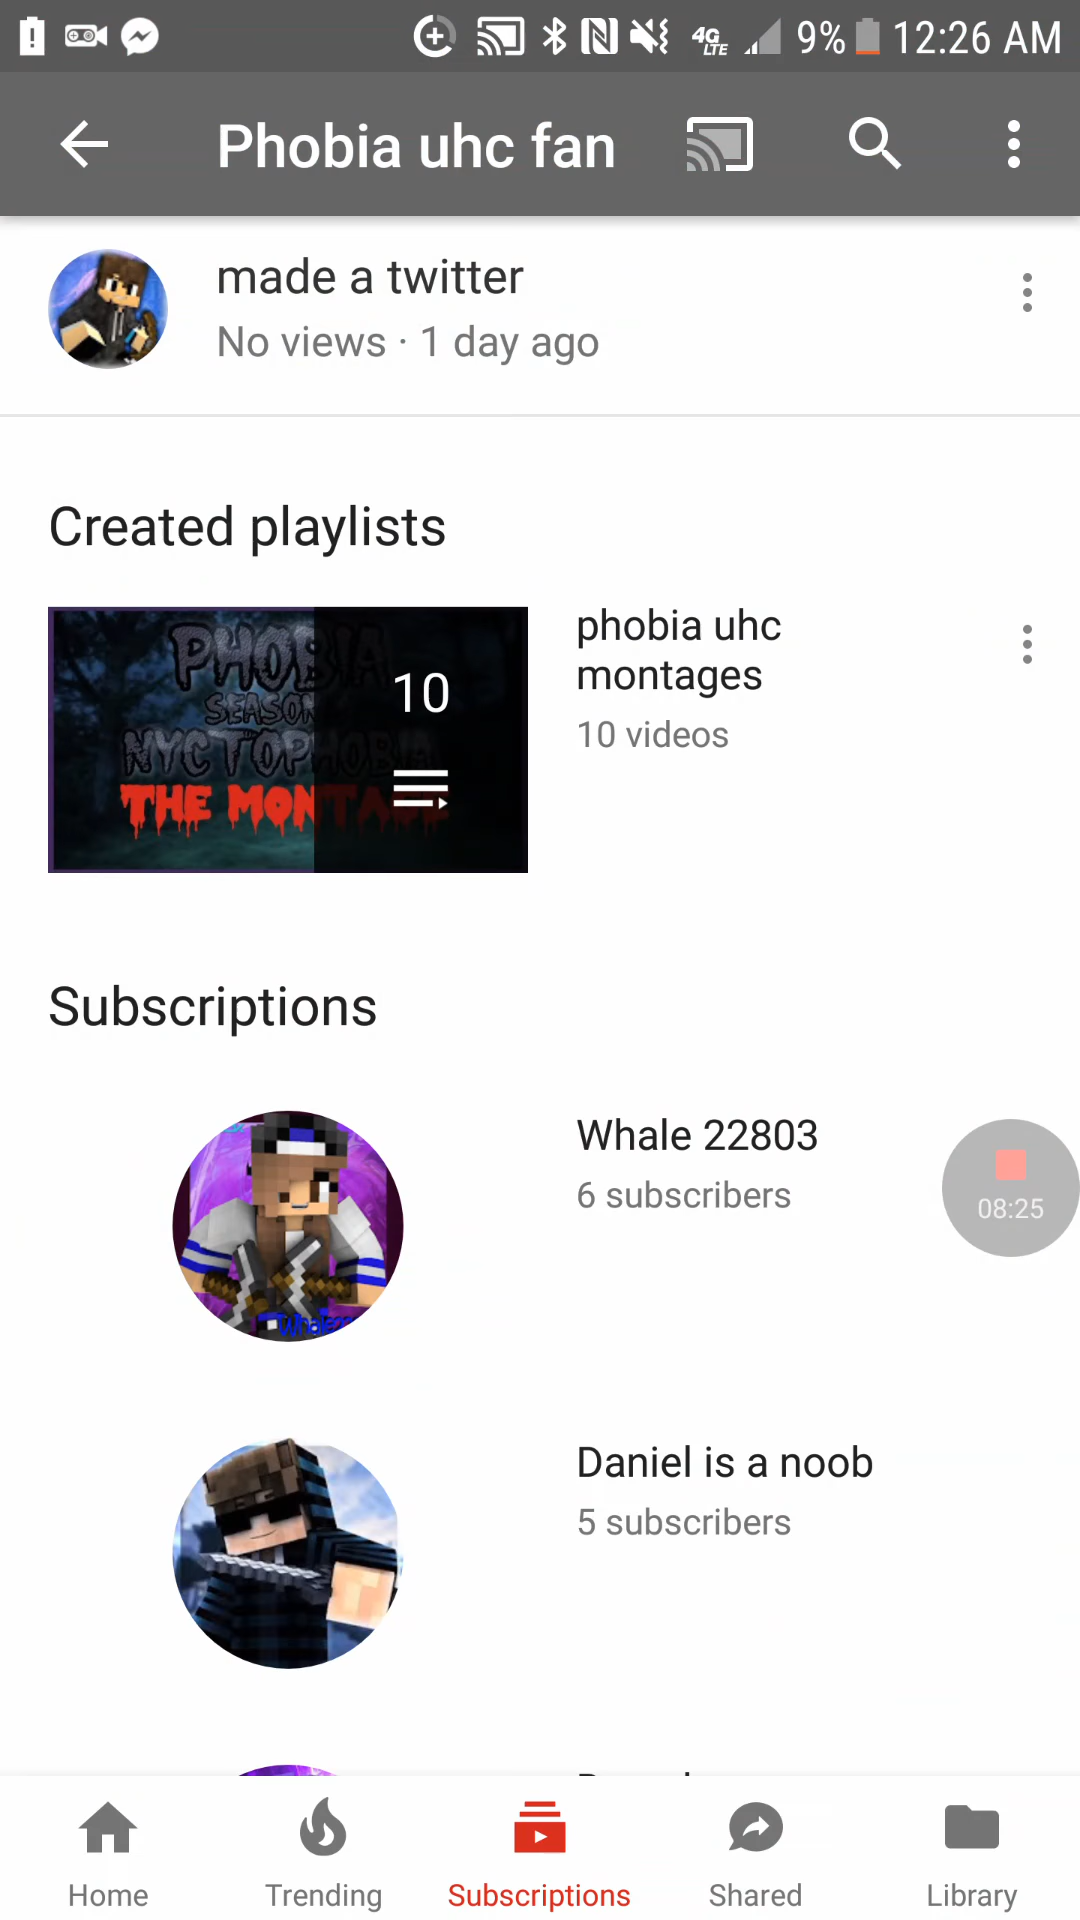 9% 12:26 AM
4G LTE
Phobia uhc fan
made a twitter
No views · 1 day ago
Created playlists
PHOBIA
SEASON
NYCTOPHOBIA
THE MONTAGE
10
phobia uhc
montages
10 videos
Subscriptions
Whale 22803
6 subscribers
08:25
Daniel is a noob
5 subscribers
Home
Trending
Subscriptions
Shared
Library